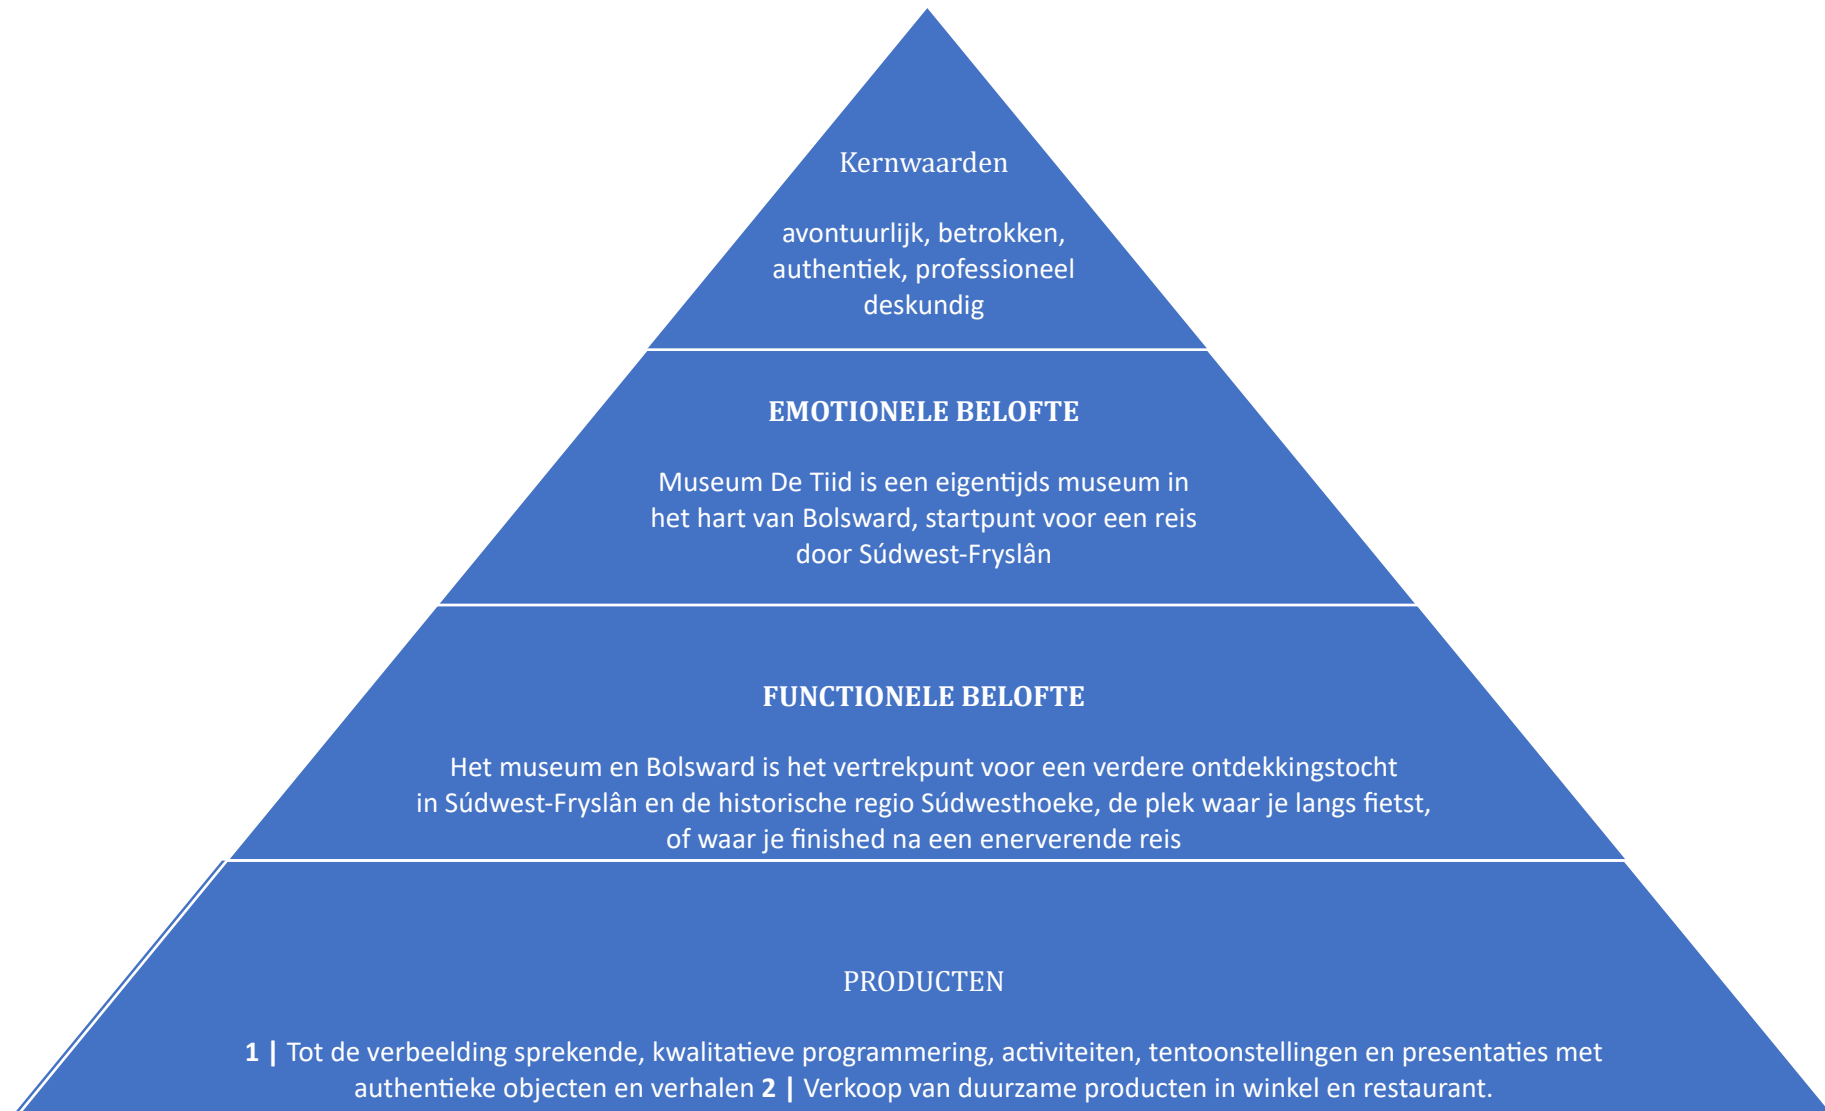 Kernwaarden
avontuurlijk, betrokken,
authentiek, professioneel
deskundig
EMOTIONELE BELOFTE
Museum De Tiid is een eigentijds museum in
het hart van Bolsward, startpunt voor een reis
door Súdwest-Fryslân
FUNCTIONELE BELOFTE
Het museum en Bolsward is het vertrekpunt voor een verdere ontdekkingstocht
in Súdwest-Fryslân en de historische regio Súdwesthoeke, de plek waar je langs fietst,
of waar je finished na een enerverende reis
PRODUCTEN
1 | Tot de verbeelding sprekende, kwalitatieve programmering, activiteiten, tentoonstellingen en presentaties met
authentieke objecten en verhalen 2 | Verkoop van duurzame producten in winkel en restaurant.